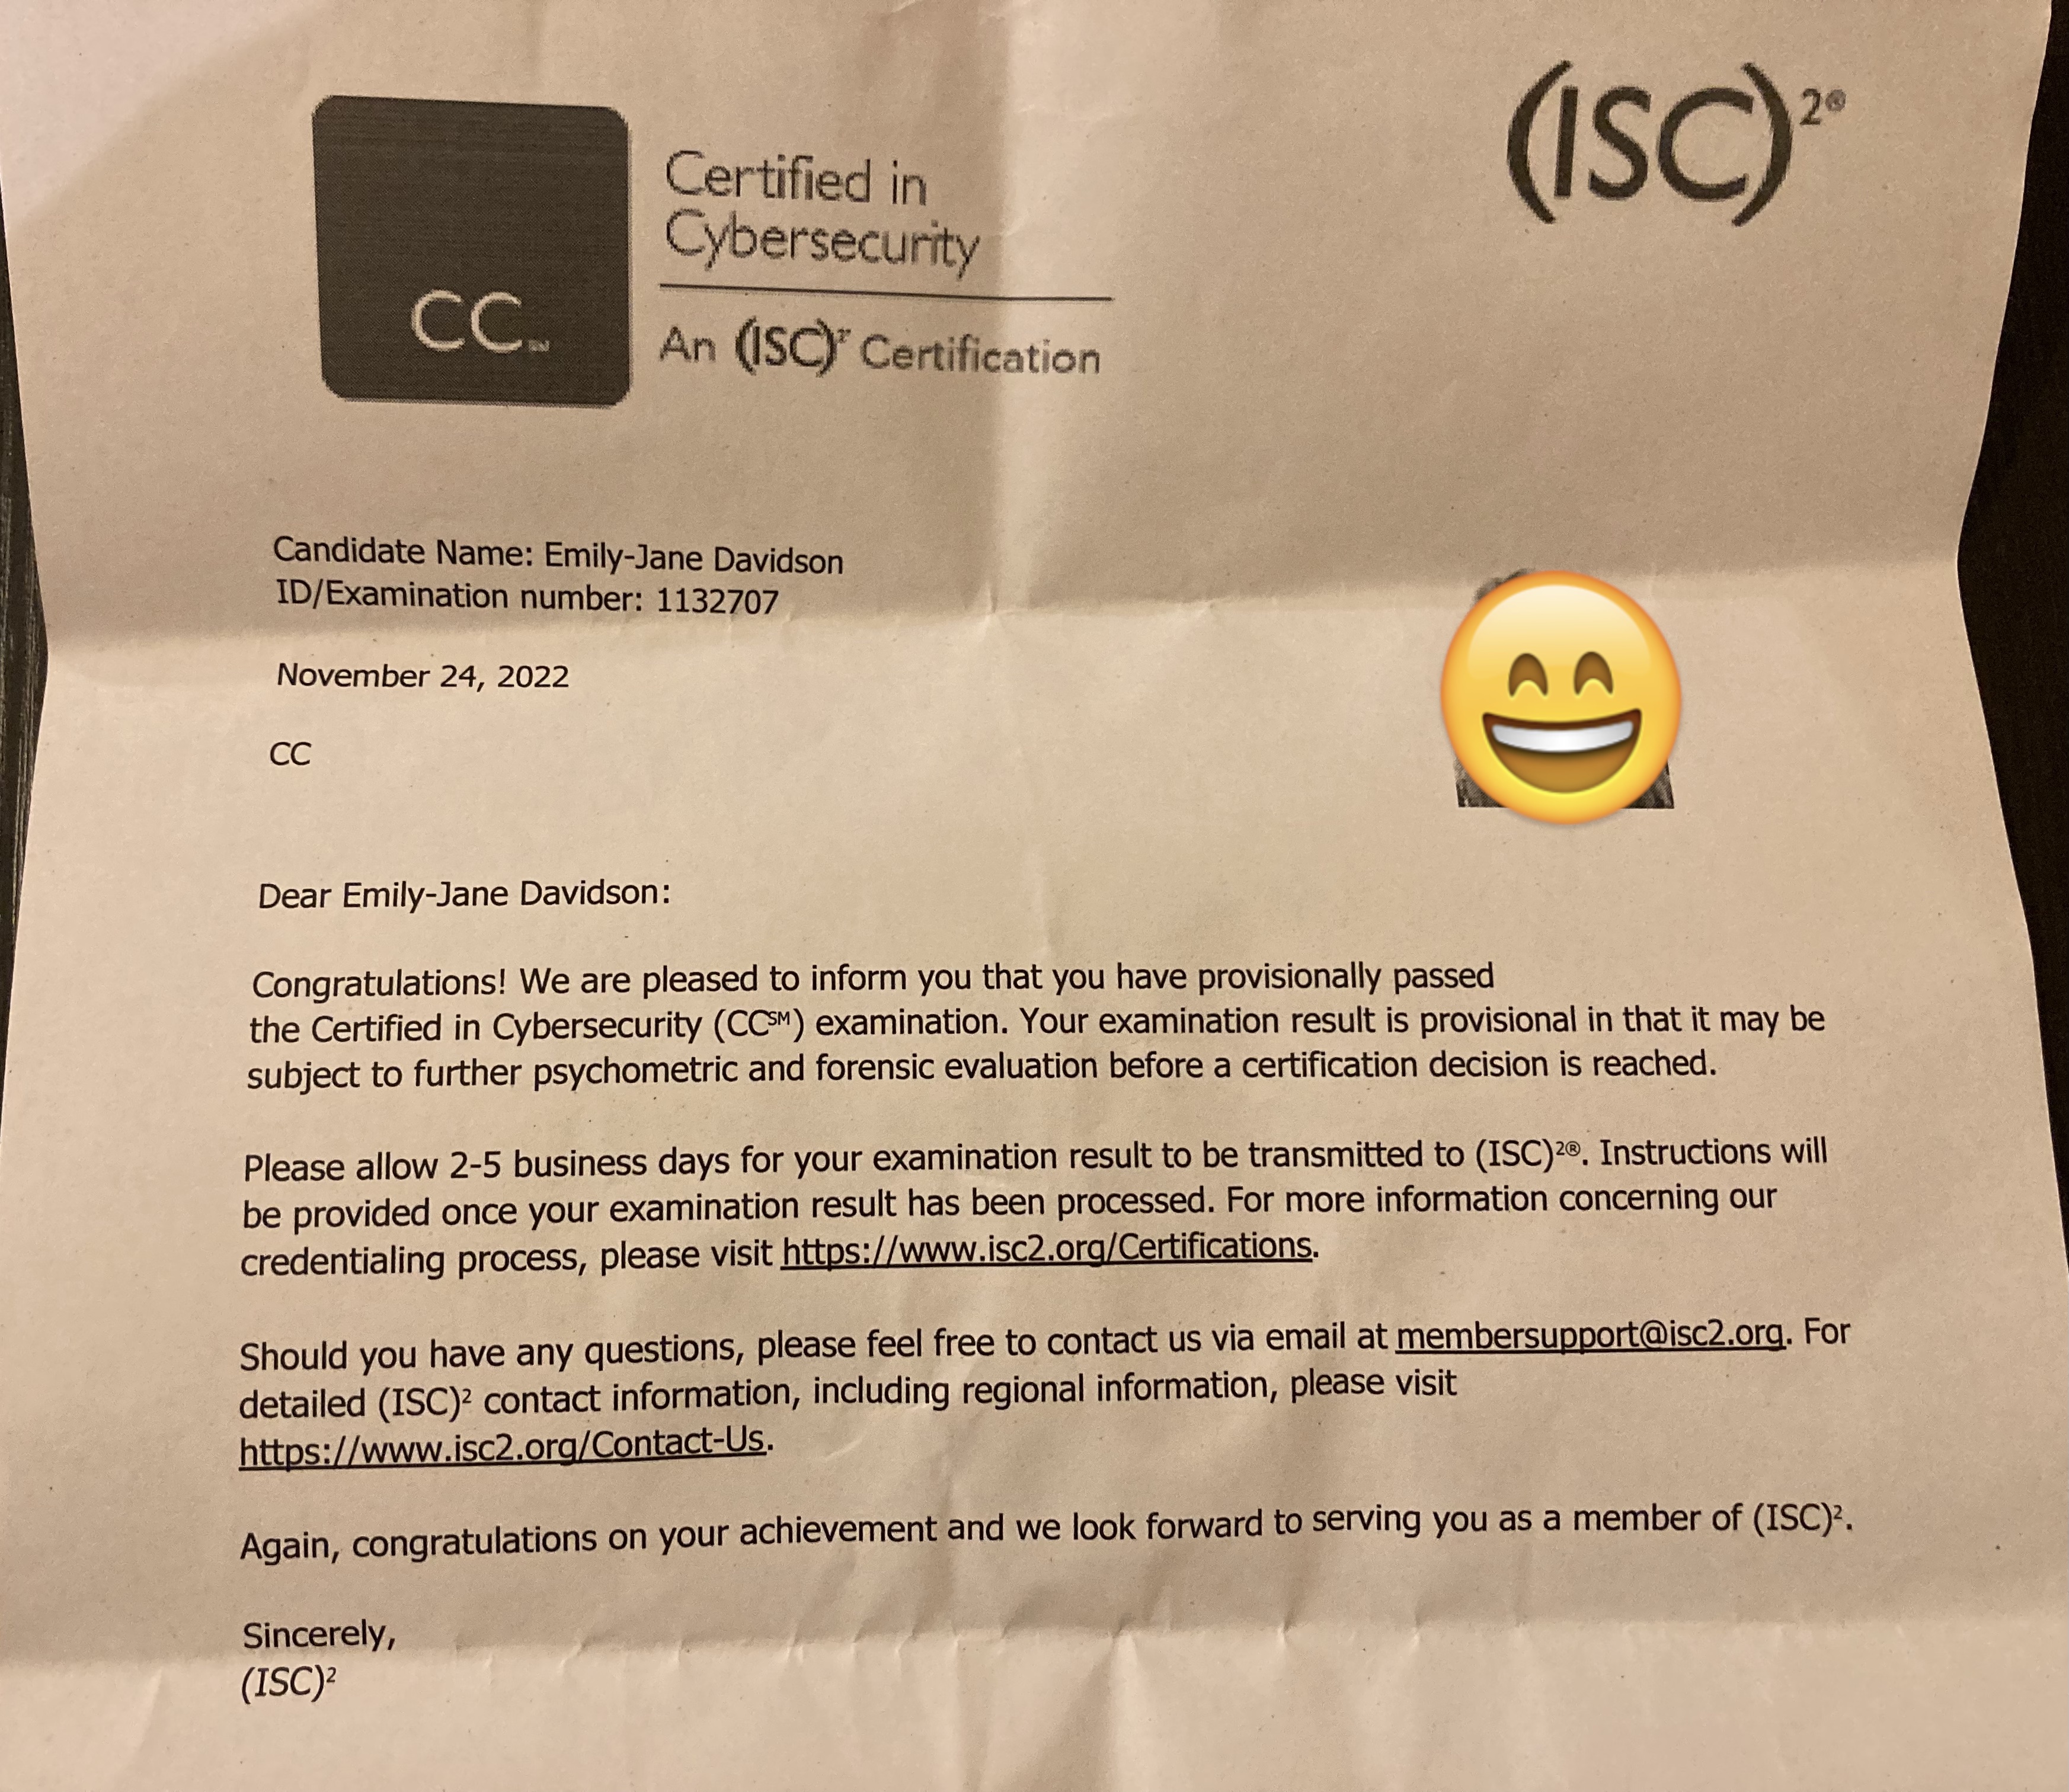 (ISC)²®
Certified in
Cybersecurity
CC℠
An (ISC)² Certification
Candidate Name: Emily-Jane Davidson
ID/Examination number: 1132707
November 24, 2022
CC
Dear Emily-Jane Davidson:
Congratulations! We are pleased to inform you that you have provisionally passed
the Certified in Cybersecurity (CC℠) examination. Your examination result is provisional in that it may be
subject to further psychometric and forensic evaluation before a certification decision is reached.
Please allow 2-5 business days for your examination result to be transmitted to (ISC)²®. Instructions will
be provided once your examination result has been processed. For more information concerning our
credentialing process, please visit https://www.isc2.org/Certifications.
Should you have any questions, please feel free to contact us via email at membersupport@isc2.org. For
detailed (ISC)² contact information, including regional information, please visit
https://www.isc2.org/Contact-Us.
Again, congratulations on your achievement and we look forward to serving you as a member of (ISC)².
Sincerely,
(ISC)²